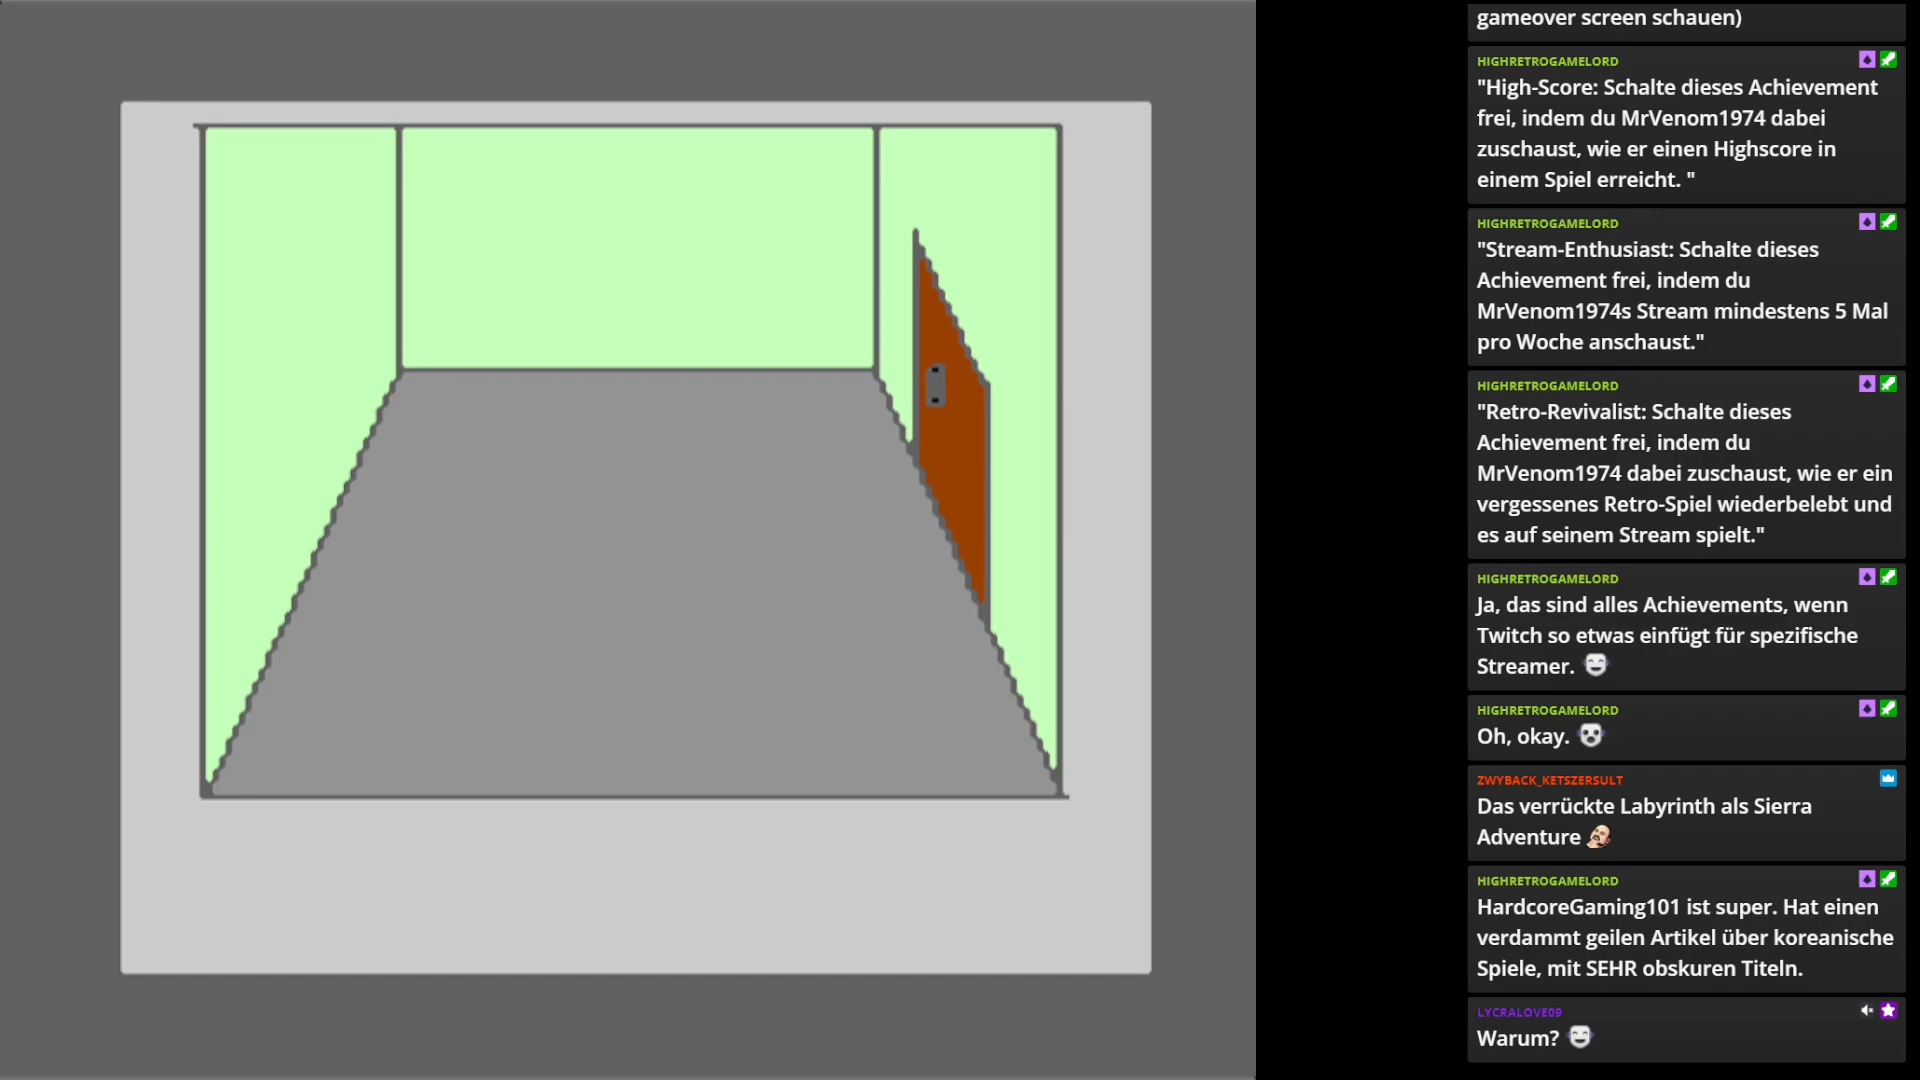 gameover screen schauen)
HIGHRETROGAMELORD
"High-Score: Schalte dieses Achievement
frei, indem du MrVenom1974 dabei
zuschaust, wie er einen Highscore in
einem Spiel erreicht. "
HIGHRETROGAMELORD
"Stream-Enthusiast: Schalte dieses
Achievement frei, indem du
MrVenom1974s Stream mindestens 5 Mal
pro Woche anschaust."
HIGHRETROGAMELORD
"Retro-Revivalist: Schalte dieses
Achievement frei, indem du
MrVenom1974 dabei zuschaust, wie er ein
vergessenes Retro-Spiel wiederbelebt und
es auf seinem Stream spielt."
HIGHRETROGAMELORD
Ja, das sind alles Achievements, wenn
Twitch so etwas einfügt für spezifische
Streamer.
HIGHRETROGAMELORD
Oh, okay.
ZWYBACK_KETSZERSULT
Das verrückte Labyrinth als Sierra
Adventure
HIGHRETROGAMELORD
HardcoreGaming101 ist super. Hat einen
verdammt geilen Artikel über koreanische
Spiele, mit SEHR obskuren Titeln.
LYCRALOVE09
Warum?